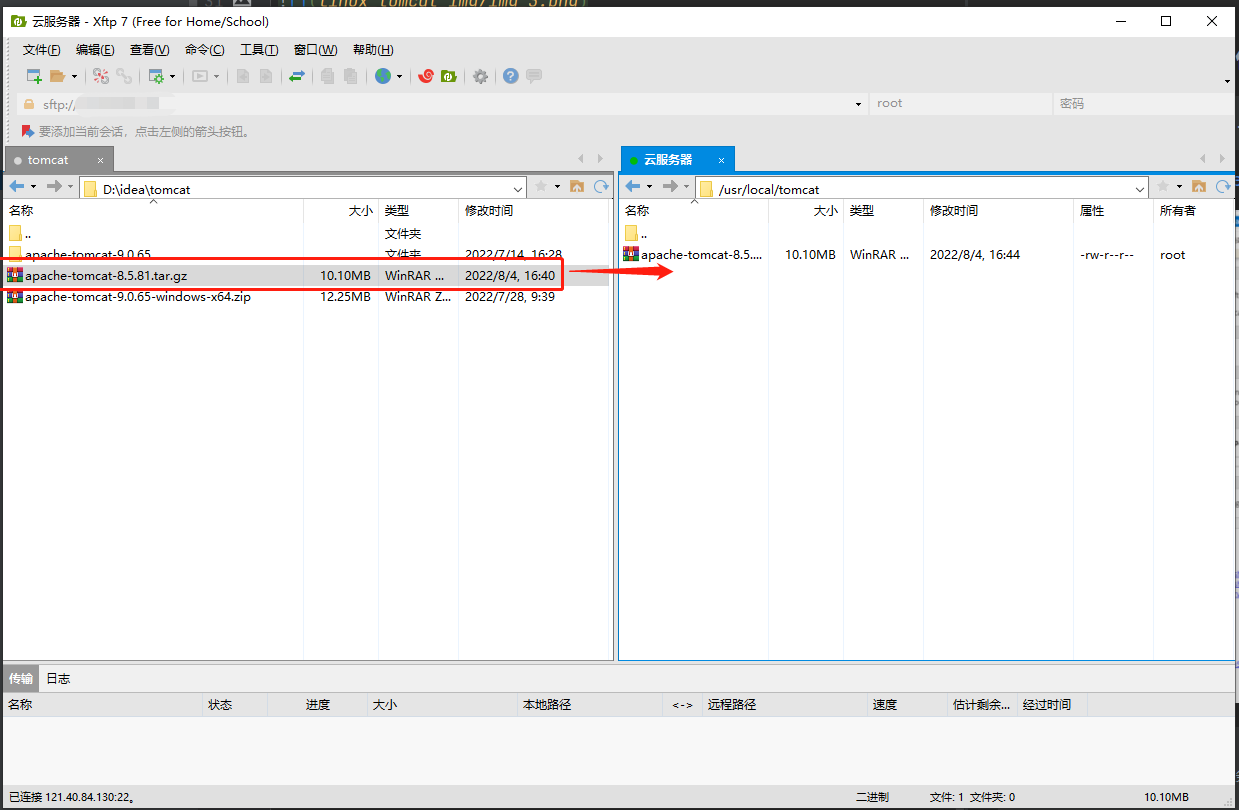 云服务器 - Xftp 7 (Free for Home/School)
文件(F) 编辑(E) 查看(V) 命令(C) 工具(T) 窗口(W) 帮助(H)
sftp:// root 密码
要添加当前会话，点击左侧的箭头按钮。
tomcat × 云服务器 ×
D:\idea\tomcat /usr/local/tomcat
名称 大小 类型 修改时间 名称 大小 类型 修改时间 属性 所有者
.. 文件夹 ..
apache-tomcat-9.0.65 文件夹 2022/7/14, 16:28 apache-tomcat-8.5.... 10.10MB WinRAR ... 2022/8/4, 16:44 -rw-r--r-- root
apache-tomcat-8.5.81.tar.gz 10.10MB WinRAR ... 2022/8/4, 16:40
apache-tomcat-9.0.65-windows-x64.zip 12.25MB WinRAR Z... 2022/7/28, 9:39
传输 日志
名称 状态 进度 大小 本地路径 <-> 远程路径 速度 估计剩余... 经过时间
已连接 121.40.84.130:22。 二进制 文件: 1 文件夹: 0 10.10MB